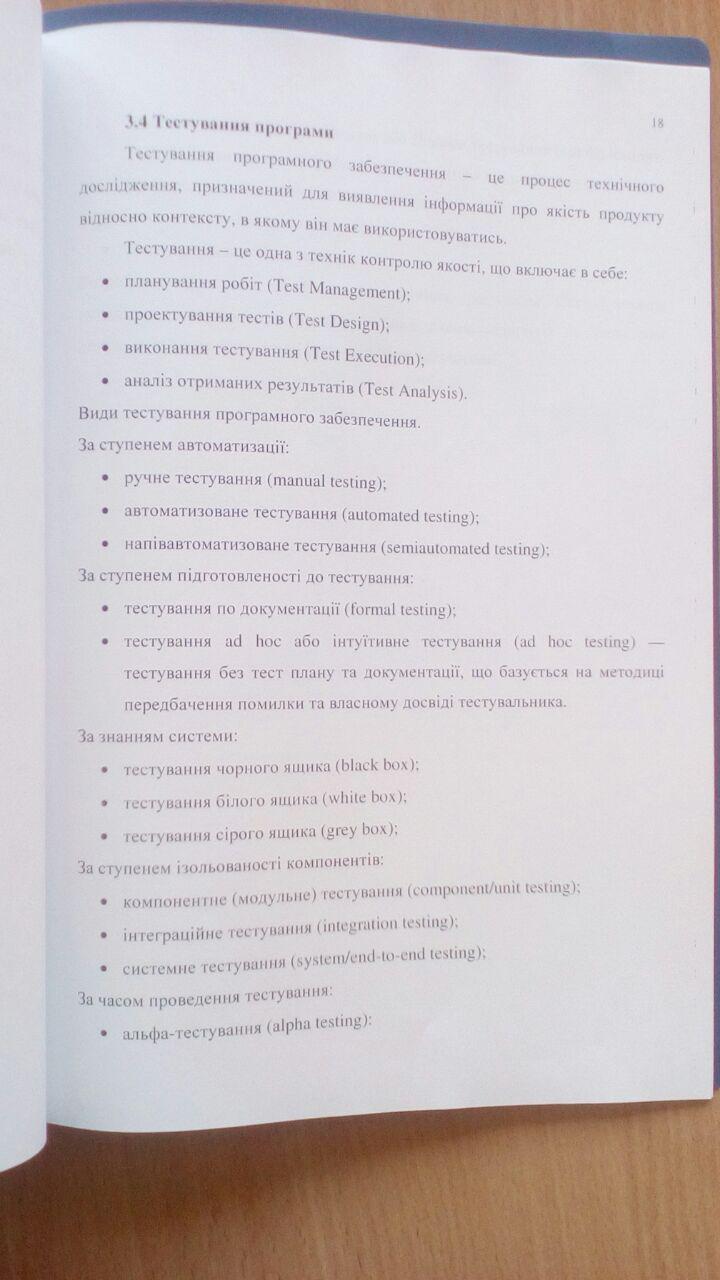 18
3.4 Тестування програми
Тестування програмного забезпечення – це процес технічного
дослідження, призначений для виявлення інформації про якість продукту
відносно контексту, в якому він має використовуватись.
Тестування – це одна з технік контролю якості, що включає в себе:
• планування робіт (Test Management);
• проектування тестів (Test Design);
• виконання тестування (Test Execution);
• аналіз отриманих результатів (Test Analysis).
Види тестування програмного забезпечення.
За ступенем автоматизації:
• ручне тестування (manual testing);
• автоматизоване тестування (automated testing);
• напівавтоматизоване тестування (semiautomated testing);
За ступенем підготовленості до тестування:
• тестування по документації (formal testing);
• тестування ad hoc або інтуїтивне тестування (ad hoc testing) —
тестування без тест плану та документації, що базується на методиці
передбачення помилки та власному досвіді тестувальника.
За знанням системи:
• тестування чорного ящика (black box);
• тестування білого ящика (white box);
• тестування сірого ящика (grey box);
За ступенем ізольованості компонентів:
• компонентне (модульне) тестування (component/unit testing);
• інтеграційне тестування (integration testing);
• системне тестування (system/end-to-end testing);
За часом проведення тестування:
• альфа-тестування (alpha testing):